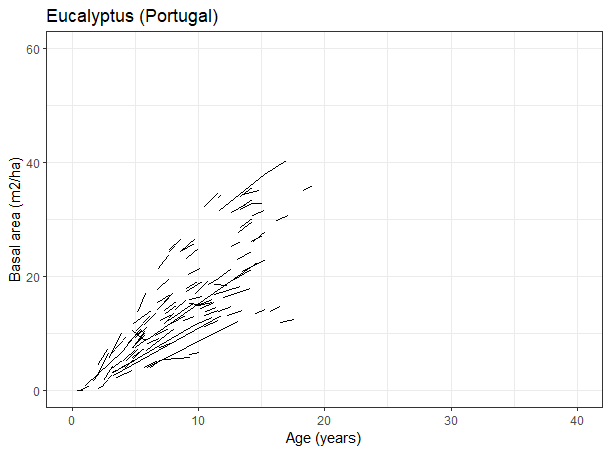 Eucalyptus (Portugal)
60
40
20
0
Basal area (m2/ha)
0 10 20 30 40
Age (years)